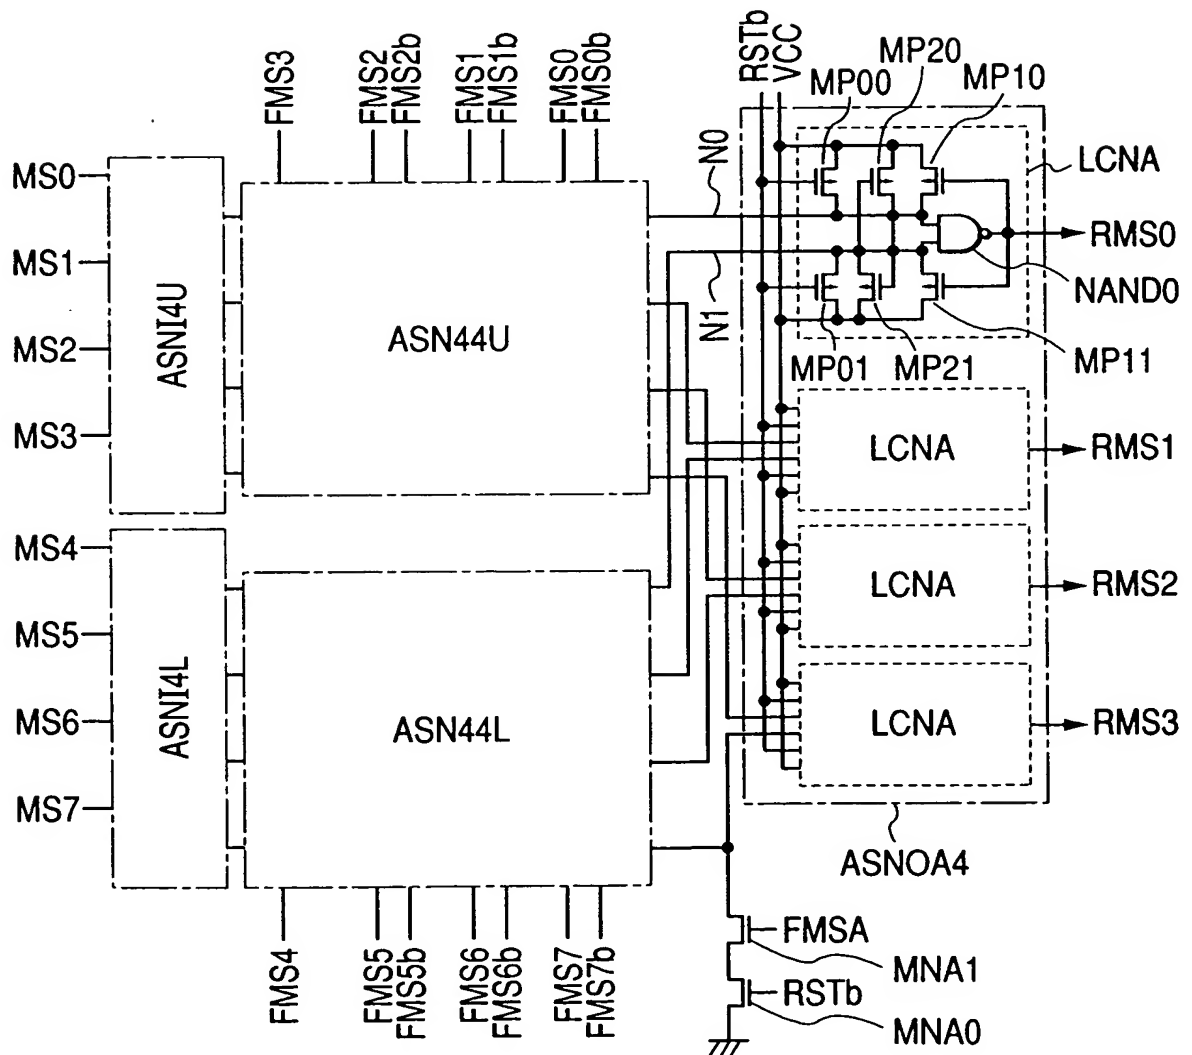 FMS3
FMS2
FMS2b
FMS1
FMS1b
FMS0
FMS0b
RSTb
VCC
MP00
MP20
MP10
LCNA
MS0
MS1
MS2
MS3
ASNI4U
ASN44U
N0
N1
RMS0
NAND0
MP01
MP21
MP11
LCNA
RMS1
MS4
MS5
MS6
MS7
ASNI4L
ASN44L
LCNA
RMS2
LCNA
RMS3
ASNOA4
FMS4
FMS5
FMS5b
FMS6
FMS6b
FMS7
FMS7b
FMSA
MNA1
RSTb
MNA0